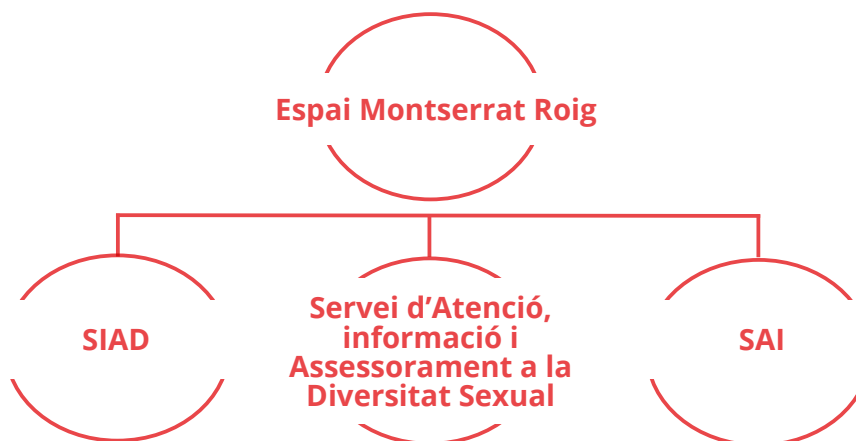 Espai Montserrat Roig
SIAD
Servei d’Atenció,
informació i
Assessorament a la
Diversitat Sexual
SAI